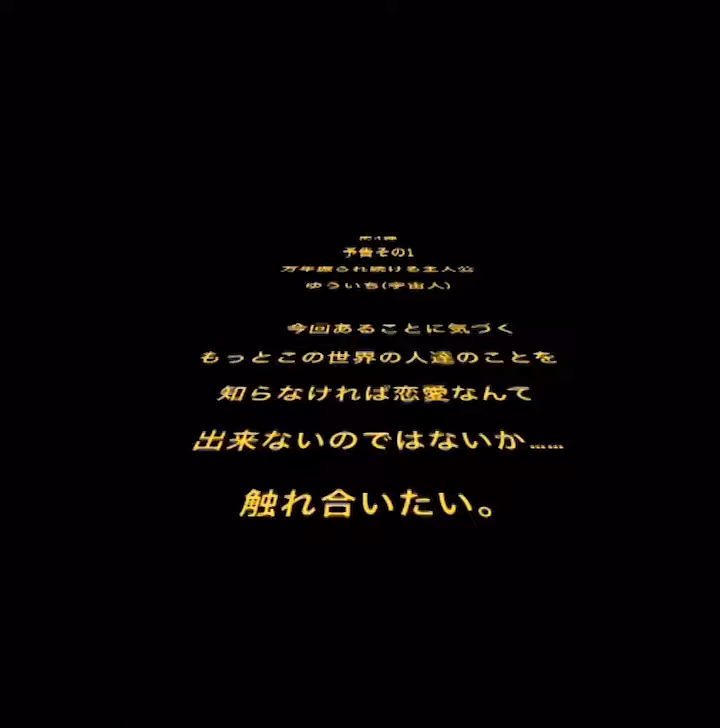 予告その1
万年振られ続ける主人公
ゆういち(宇宙人)
今回あることに気づく
もっとこの世界の人達のことを
知らなければ恋愛なんて
出来ないのではないか……
触れ合いたい。